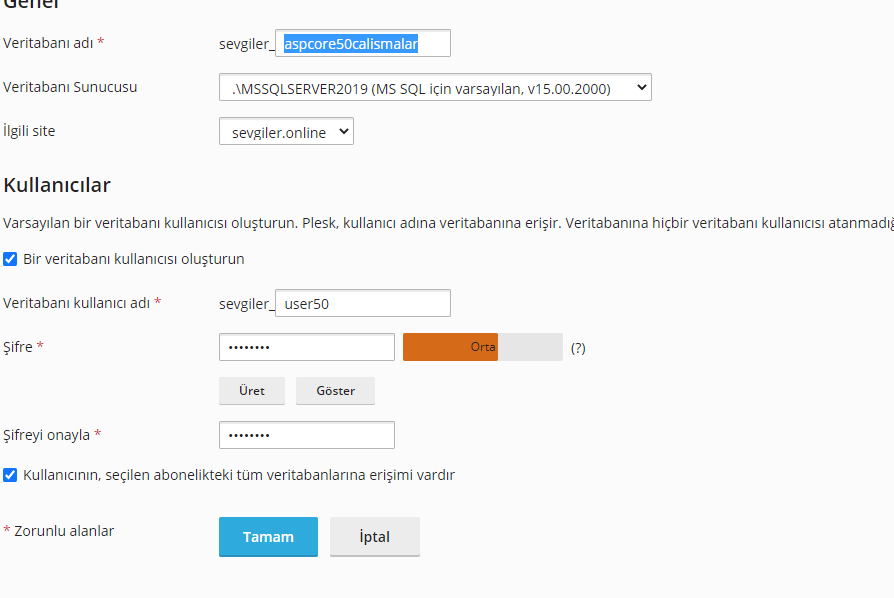 Genel
Veritabanı adı * sevgiler_ aspcore50calismalar
Veritabanı Sunucusu .\MSSQLSERVER2019 (MS SQL için varsayılan, v15.00.2000)
İlgili site sevgiler.online
Kullanıcılar
Varsayılan bir veritabanı kullanıcısı oluşturun. Plesk, kullanıcı adına veritabanına erişir. Veritabanına hiçbir veritabanı kullanıcısı
Bir veritabanı kullanıcısı oluşturun
Veritabanı kullanıcı adı * sevgiler_ user50
Şifre * •••••••• Orta (?)
Üret Göster
Şifreyi onayla * ••••••••
Kullanıcının, seçilen abonelikteki tüm veritabanlarına erişimi vardır
* Zorunlu alanlar Tamam İptal